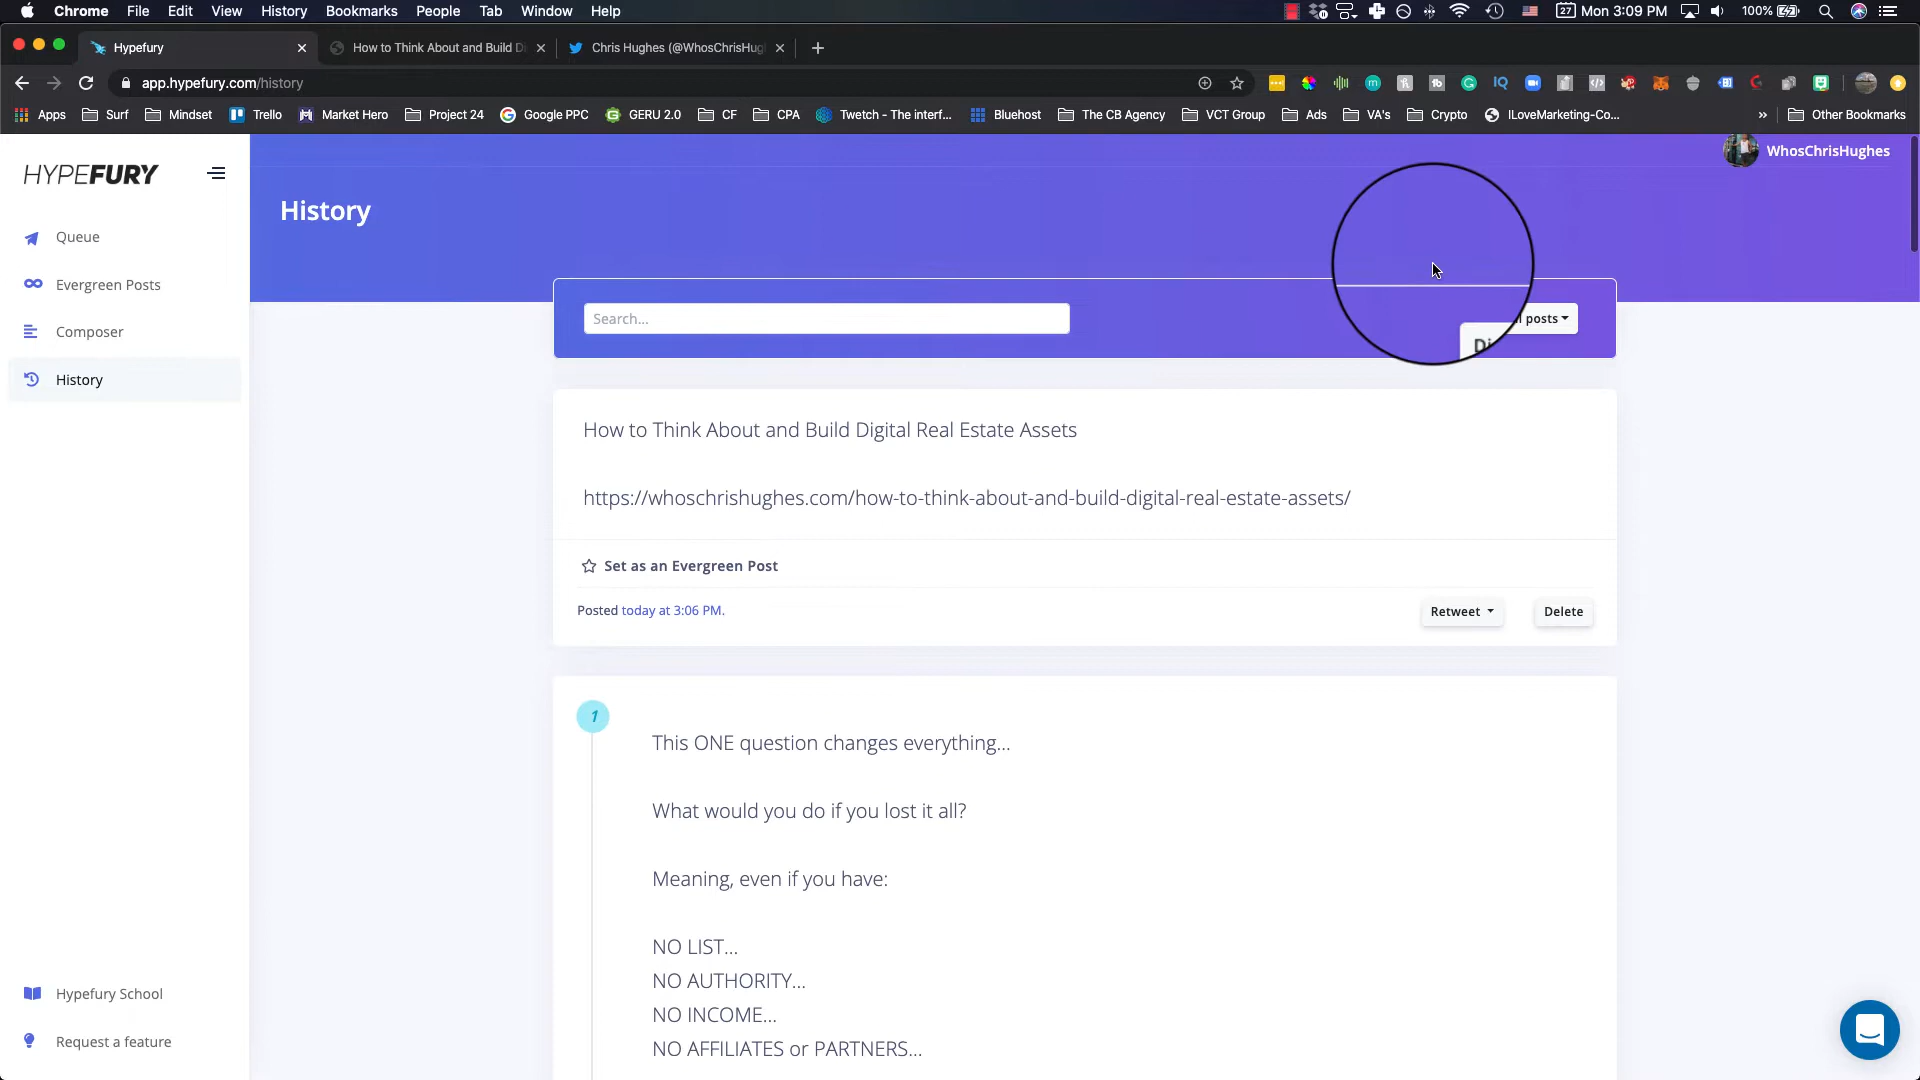 Chrome File Edit View History Bookmarks People Tab Window Help
27 Mon 3:09 PM 100%
Hypefury
How to Think About and Build Di
Chris Hughes (@WhosChrisHugh
app.hypefury.com/history
Apps Surf Mindset Trello Market Hero Project 24 Google PPC GERU 2.0 CF CPA Twetch - The interf... Bluehost The CB Agency VCT Group Ads VA's Crypto ILoveMarketing-Co... » Other Bookmarks
HYPEFURY
WhosChrisHughes
History
Queue
Evergreen Posts
Composer
History
Search...
posts
How to Think About and Build Digital Real Estate Assets
https://whoschrishughes.com/how-to-think-about-and-build-digital-real-estate-assets/
Set as an Evergreen Post
Posted today at 3:06 PM.
Retweet
Delete
1
This ONE question changes everything...
What would you do if you lost it all?
Meaning, even if you have:
NO LIST...
NO AUTHORITY...
NO INCOME...
NO AFFILIATES or PARTNERS...
Hypefury School
Request a feature